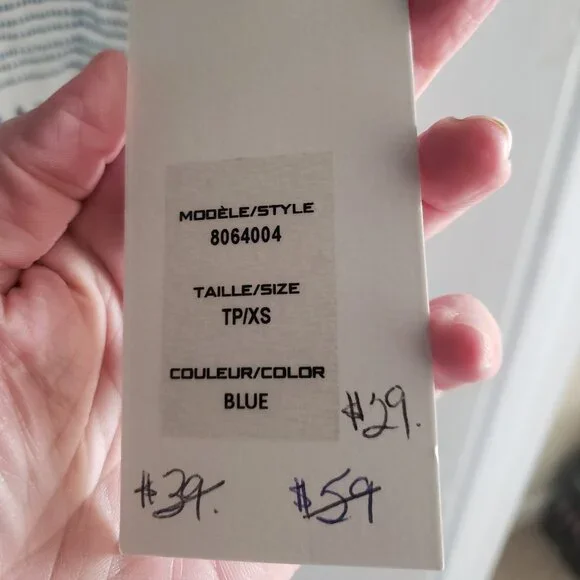 MODÈLE/STYLE
8064004
TAILLE/SIZE
TP/XS
COULEUR/COLOR
BLUE
$29.
$39.
$59